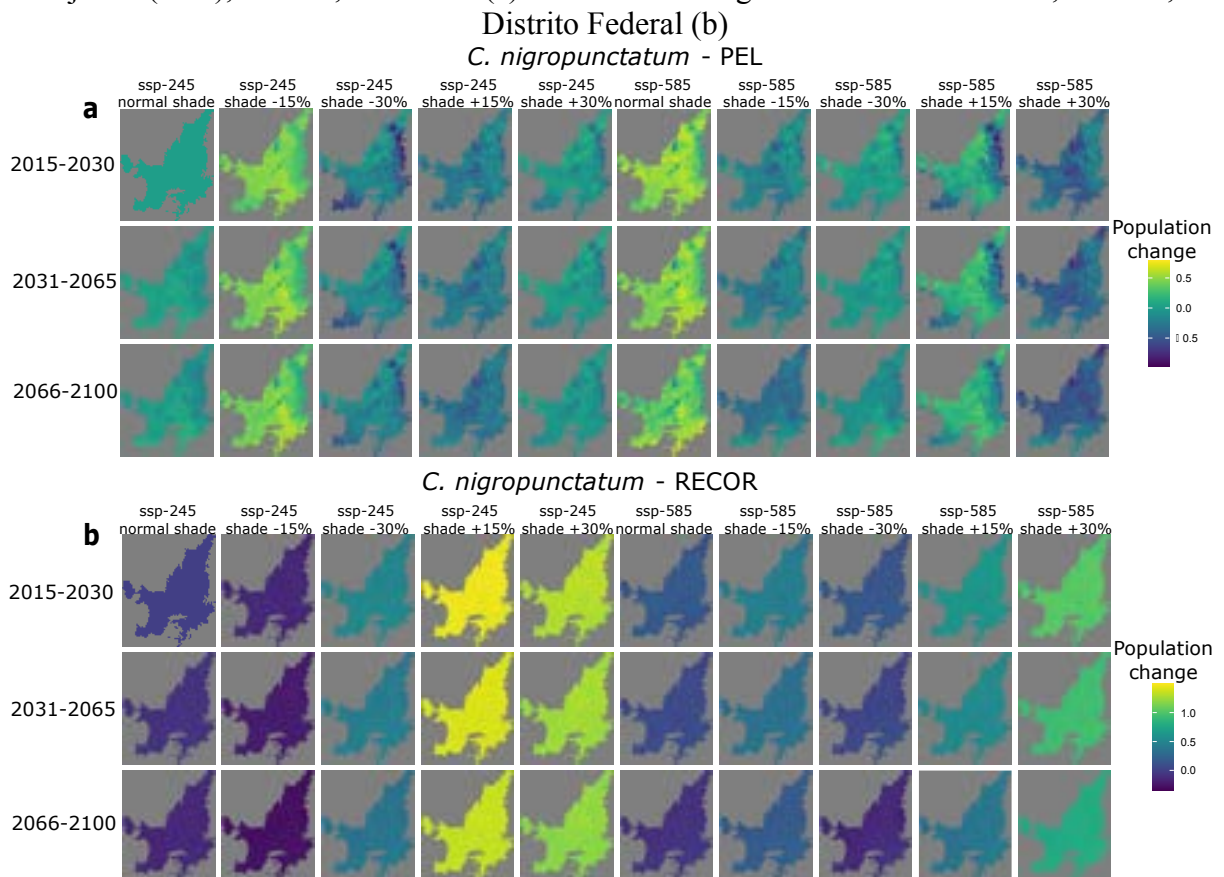 Distrito Federal (b)
C. nigropunctatum - PEL
ssp-245 ssp-245 ssp-245 ssp-245 ssp-245 ssp-585 ssp-585 ssp-585 ssp-585 ssp-585
a normal shade shade -15% shade -30% shade +15% shade +30% normal shade shade -15% shade -30% shade +15% shade +30%
2015-2030
Population
change
2031-2065
0.5
0.0
0.5
2066-2100
C. nigropunctatum - RECOR
ssp-245 ssp-245 ssp-245 ssp-245 ssp-245 ssp-585 ssp-585 ssp-585 ssp-585 ssp-585
b normal shade shade -15% shade -30% shade +15% shade +30% normal shade shade -15% shade -30% shade +15% shade +30%
2015-2030
Population
change
2031-2065
1.0
0.5
0.0
2066-2100